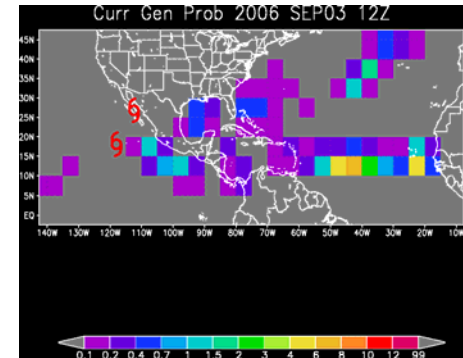 Curr Gen Prob 2006 SEP03 12Z
45N
40N
35N
30N
25N
20N
15N
10N
5N
EQ
140W 130W 120W 110W 100W 90W 80W 70W 60W 50W 40W 30W 20W 10W
0.1 0.2 0.4 0.7 1 1.5 2 3 4 6 8 10 12 99